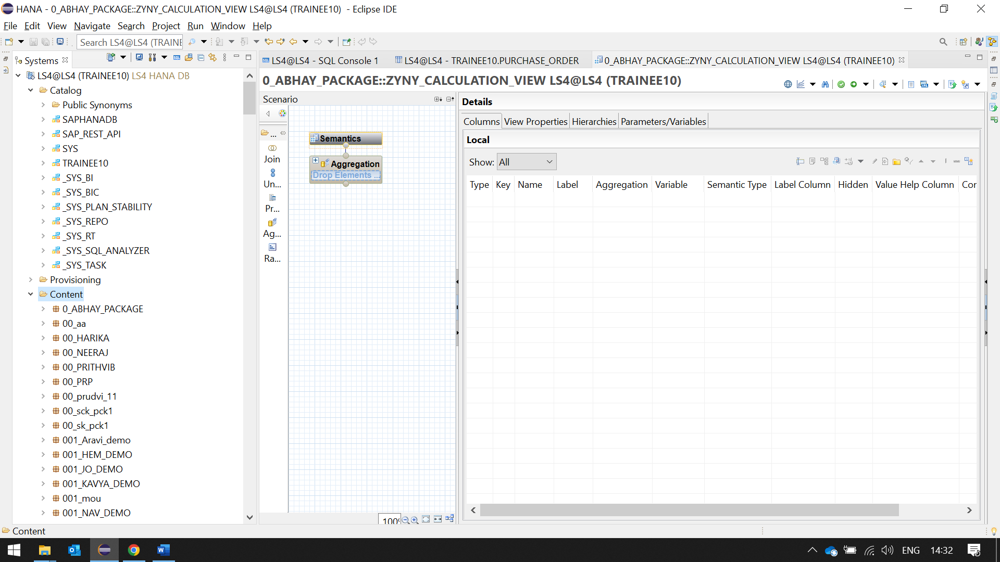 HANA - 0_ABHAY_PACKAGE::ZYNY_CALCULATION_VIEW LS4@LS4 (TRAINEE10) - Eclipse IDE
File Edit View Navigate Search Project Run Window Help
Search LS4@LS4 (TRAINE
Systems
LS4@LS4 - SQL Console 1
LS4@LS4 - TRAINEE10.PURCHASE_ORDER
0_ABHAY_PACKAGE::ZYNY_CALCULATION_VIEW LS4@LS4 (TRAINEE10)
LS4@LS4 (TRAINEE10) LS4 HANA DB
Catalog
Public Synonyms
SAPHANADB
SAP_REST_API
SYS
TRAINEE10
_SYS_BI
_SYS_BIC
_SYS_PLAN_STABILITY
_SYS_REPO
_SYS_RT
_SYS_SQL_ANALYZER
_SYS_TASK
Provisioning
Content
0_ABHAY_PACKAGE
00_aa
00_HARIKA
00_NEERAJ
00_PRITHVIB
00_PRP
00_prudvi_11
00_sck_pck1
00_sk_pck1
001_Aravi_demo
001_HEM_DEMO
001_JO_DEMO
001_KAVYA_DEMO
001_mou
001_NAV_DEMO
0_ABHAY_PACKAGE::ZYNY_CALCULATION_VIEW LS4@LS4 (TRAINEE10)
Scenario
...
Join
Un...
Pr...
Ag...
Ra...
Semantics
Aggregation
Drop Elements ...
100%
Details
Columns View Properties Hierarchies Parameters/Variables
Local
Show: All
Type Key Name Label Aggregation Variable Semantic Type Label Column Hidden Value Help Column Cor
Content
ENG 14:32